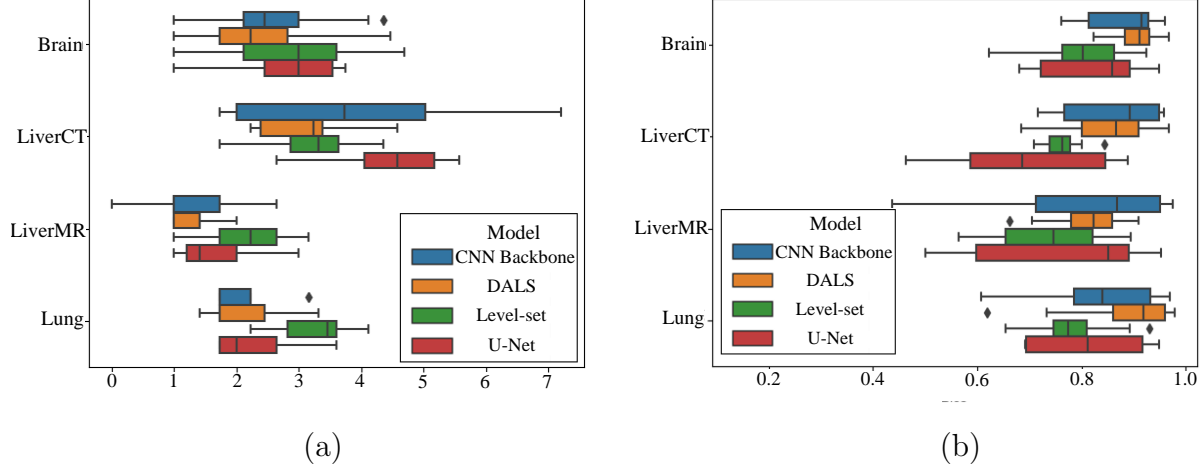 Brain
LiverCT
LiverMR
Lung
Model
CNN Backbone
DALS
Level-set
U-Net
0 1 2 3 4 5 6 7
(a)
Brain
LiverCT
LiverMR
Lung
Model
CNN Backbone
DALS
Level-set
U-Net
0.2 0.4 0.6 0.8 1.0
(b)